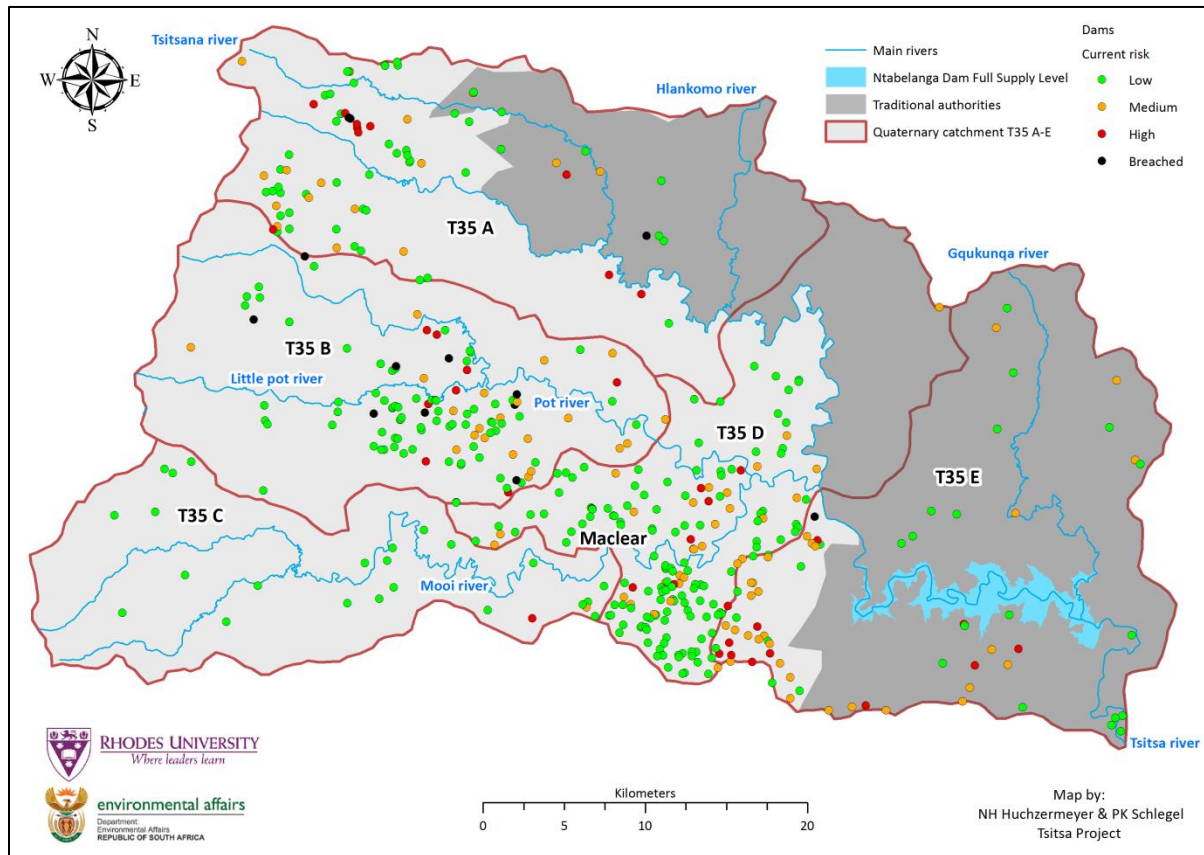 N
W
E
S
Tsitsana river
Hlankomo river
Gqukunqa river
Main rivers
Ntabelanga Dam Full Supply Level
Traditional authorities
Quaternary catchment T35 A-E
Dams
Current risk
Low
Medium
High
Breached
T35 A
T35 B
Little pot river
Pot river
T35 D
T35 E
T35 C
Maclear
Mooi river
Tsitsa river
RHODES UNIVERSITY
Where leaders learn
environmental affairs
Department:
Environmental Affairs
REPUBLIC OF SOUTH AFRICA
Kilometers
0 5 10 20
Map by:
NH Huchzermeyer & PK Schlegel
Tsitsa Project